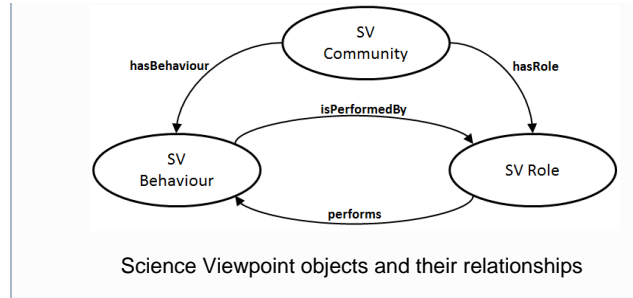 SV
Community
hasBehaviour
hasRole
isPerformedBy
SV
Behaviour
SV Role
performs
Science Viewpoint objects and their relationships